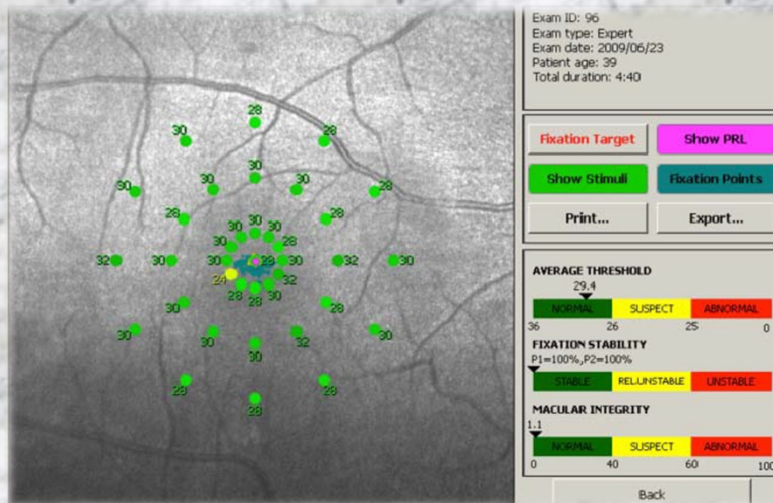 Exam ID: 96
Exam type: Expert
Exam date: 2009/06/23
Patient age: 39
Total duration: 4:40
Fixation Target
Show PRL
Show Stimuli
Fixation Points
Print...
Export...
AVERAGE THRESHOLD
29.4
NORMAL SUSPECT ABNORMAL
36 26 25 0
FIXATION STABILITY
P1=100%,P2=100%
STABLE REL.UNSTABLE UNSTABLE
MACULAR INTEGRITY
1.1
NORMAL SUSPECT ABNORMAL
0 40 60 100
Back
28
30 28
30
30 30
30 28
28 28
30 30 30
30 28
32 30 30 29 30 32 30
24 32
28 28 30
30 28
30 32
30 30
30
28 28
28